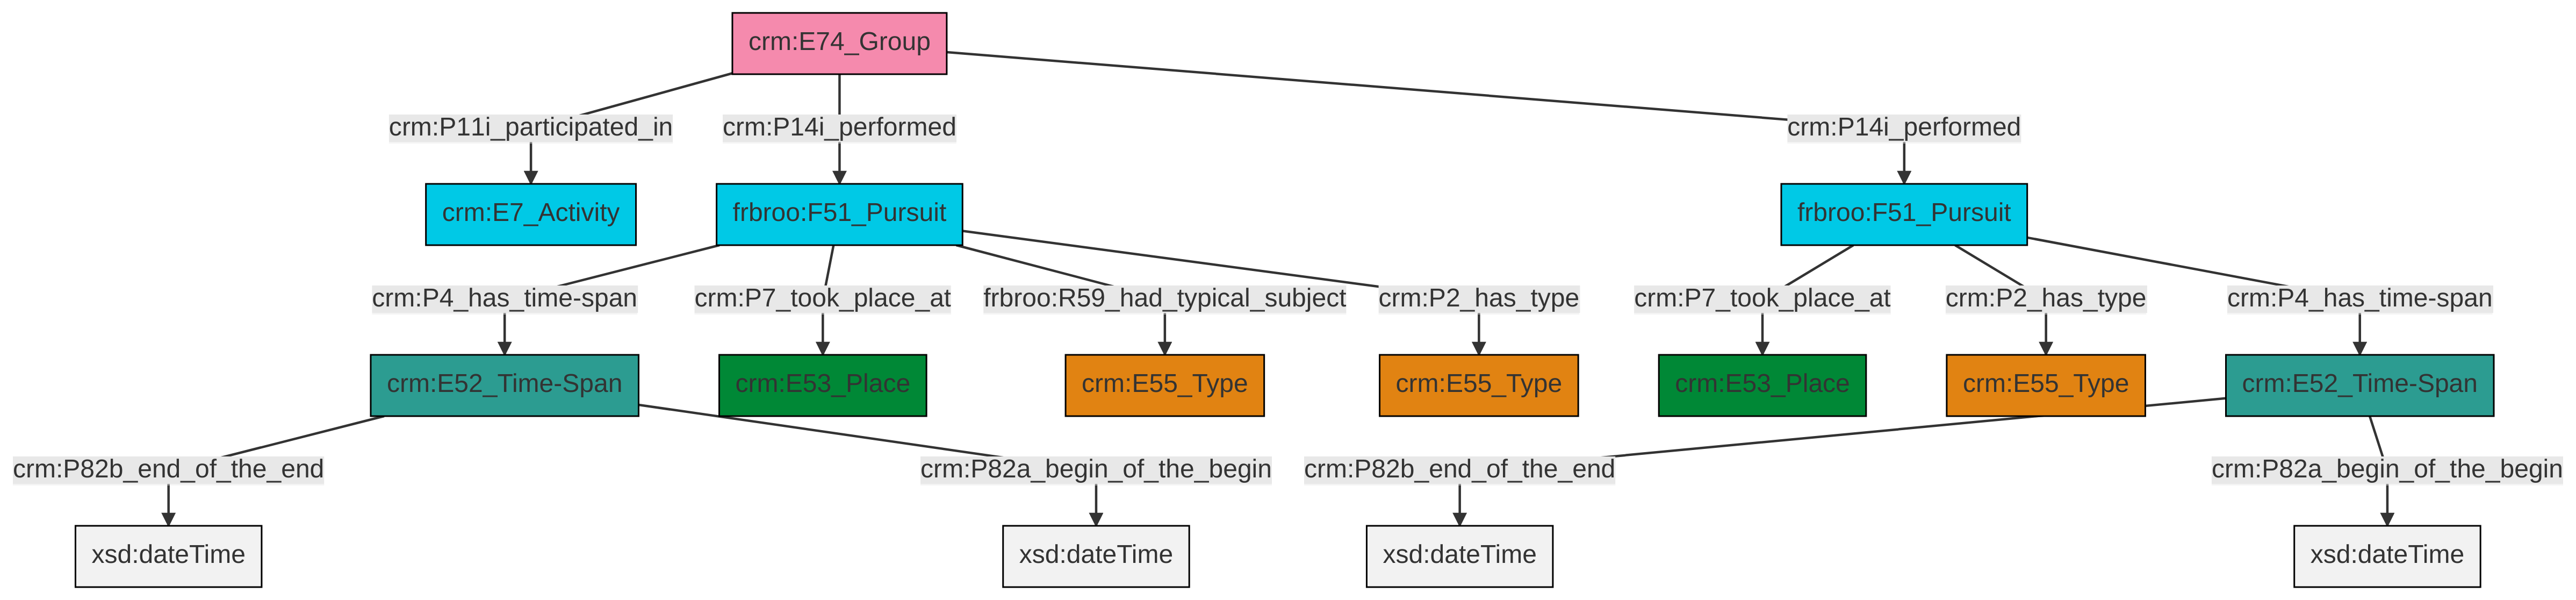 crm:E74_Group
crm:P11i_participated_in
crm:P14i_performed
crm:P14i_performed
crm:E7_Activity
frbroo:F51_Pursuit
frbroo:F51_Pursuit
crm:P4_has_time-span
crm:P7_took_place_at
frbroo:R59_had_typical_subject
crm:P2_has_type
crm:P7_took_place_at
crm:P2_has_type
crm:P4_has_time-span
crm:E52_Time-Span
crm:E53_Place
crm:E55_Type
crm:E55_Type
crm:E53_Place
crm:E55_Type
crm:E52_Time-Span
crm:P82b_end_of_the_end
crm:P82a_begin_of_the_begin
crm:P82b_end_of_the_end
crm:P82a_begin_of_the_begin
xsd:dateTime
xsd:dateTime
xsd:dateTime
xsd:dateTime